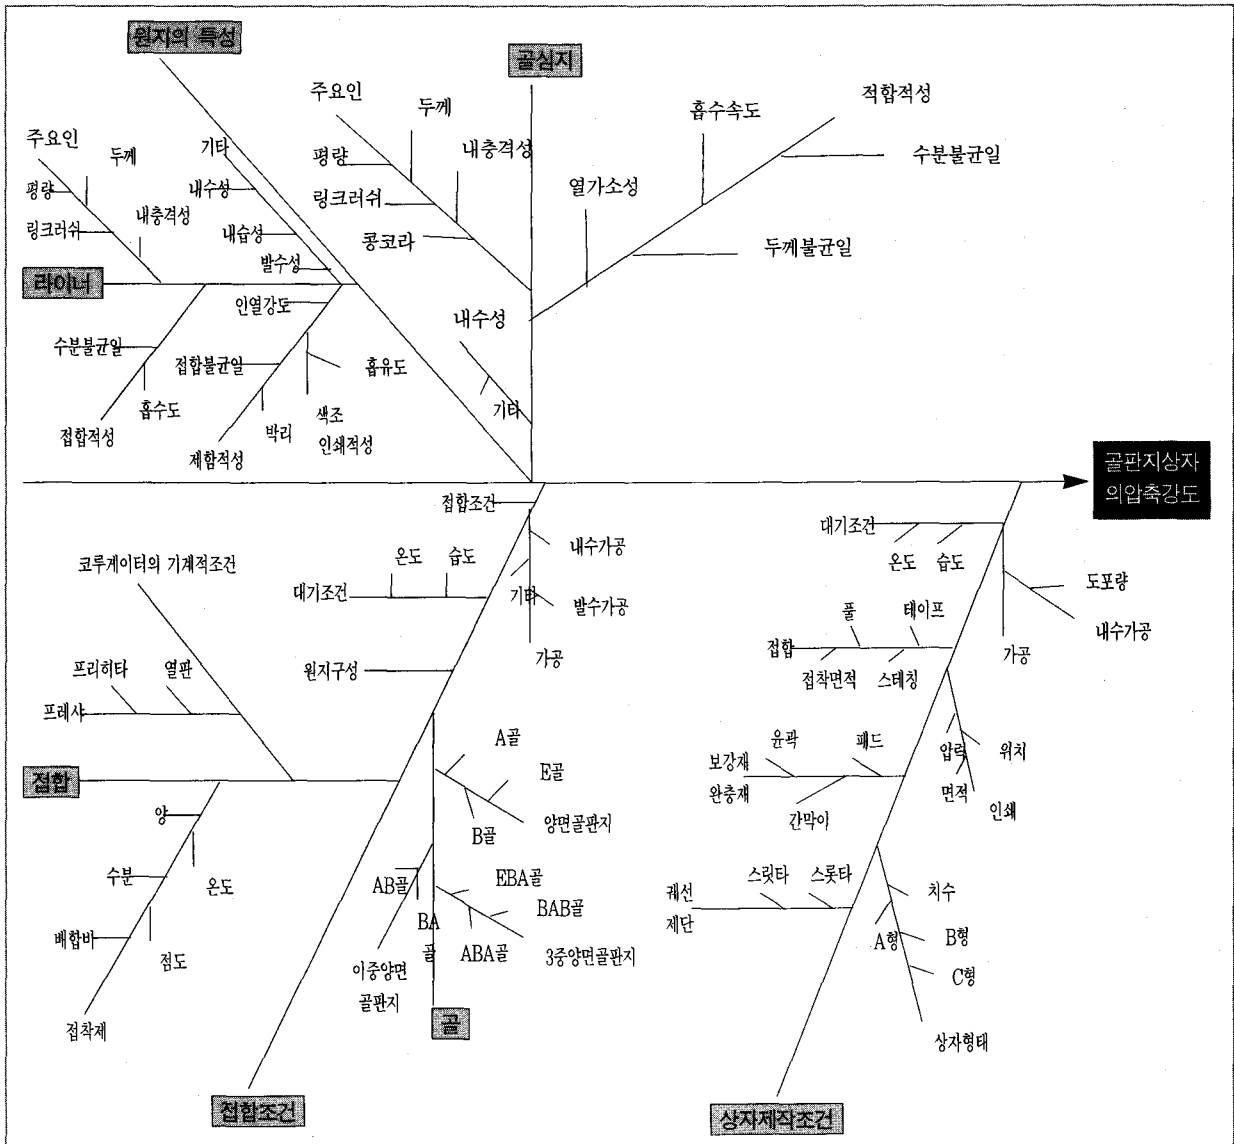 원지의 특성
골심지
주요인
두께
평량
내충격성
링크러쉬
콩코라
열가소성
흡수속도
적합적성
수분불균일
두께불균일
주요인
두께
평량
내충격성
링크러쉬
라이너
기타
내수성
내습성
발수성
인열강도
수분불균일
흡수도
접합적성
접합불균일
흡유도
박리
색조
인쇄적성
제함적성
내수성
기타
골판지상자
의압축강도
접합조건
내수가공
기타
발수가공
가공
온도
습도
대기조건
원지구성
코루게이터의 기계적조건
프리히타
열판
프레샤
접합
양
수분
온도
배합비
점도
접착제
A골
E골
B골
양면골판지
AB골
BA
골
이중양면
골판지
EBA골
BAB골
ABA골
3중양면골판지
골
접합조건
대기조건
온도
습도
도포량
내수가공
가공
풀
테이프
접합
접착면적
스테칭
압력
위치
면적
인쇄
윤곽
패드
보강재
완충재
간막이
스릿타
스롯타
궤선
제단
치수
A형
B형
C형
상자형태
상자제작조건